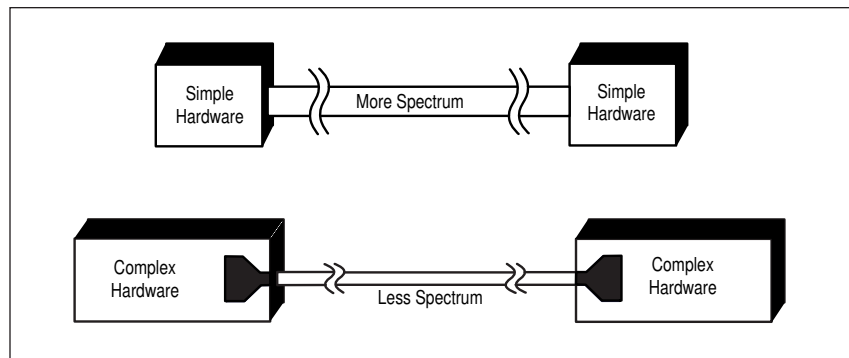 Simple
Hardware
More Spectrum
Simple
Hardware
Complex
Hardware
Less Spectrum
Complex
Hardware